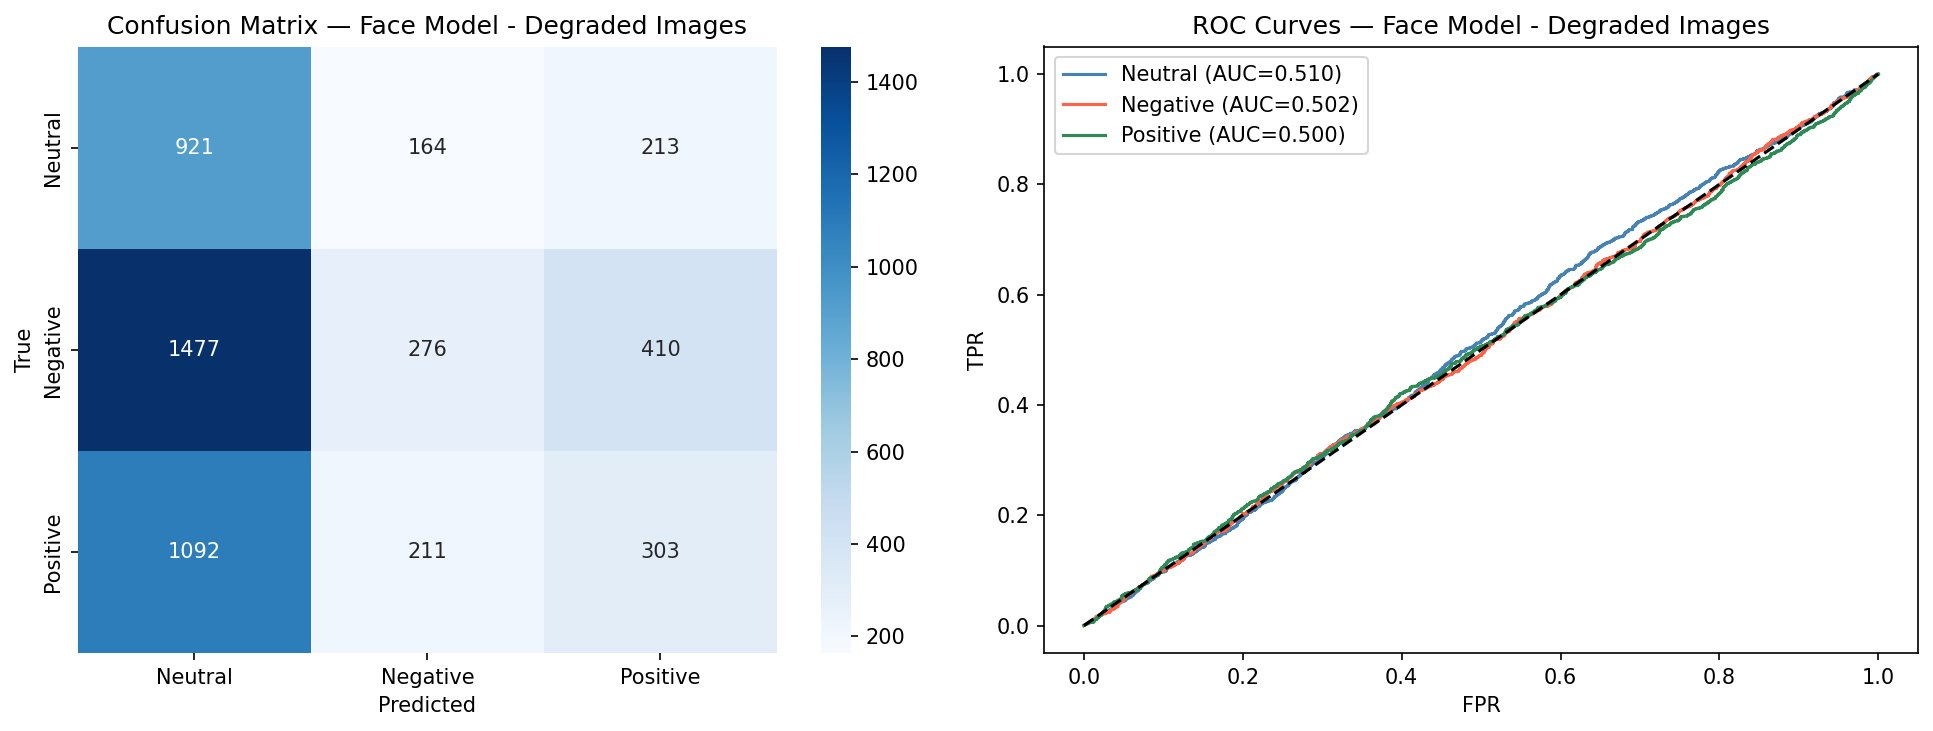 Confusion Matrix — Face Model - Degraded Images
Neutral
921
164
213
True
Negative
1477
276
410
Positive
1092
211
303
Neutral
Negative
Positive
Predicted
1400
1200
1000
800
600
400
200
ROC Curves — Face Model - Degraded Images
Neutral (AUC=0.510)
Negative (AUC=0.502)
Positive (AUC=0.500)
TPR
1.0
0.8
0.6
0.4
0.2
0.0
0.0
0.2
0.4
0.6
0.8
1.0
FPR